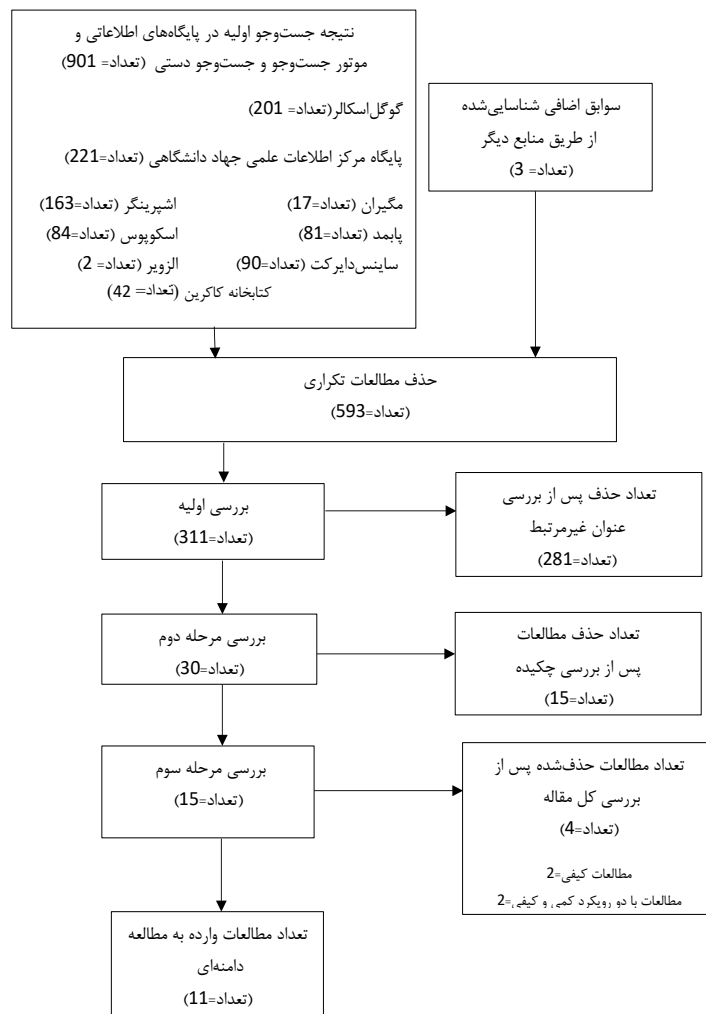 نتیجه جست‌وجو اولیه در پایگاه‌های اطلاعاتی و
موتور جست‌وجو و جست‌وجو دستی (تعداد= 901)
گوگل‌اسکالر(تعداد= 201)
پایگاه مرکز اطلاعات علمی جهاد دانشگاهی (تعداد=221)
مگیران (تعداد=17) اشپرینگر (تعداد=163)
پابمد (تعداد=81) اسکوپوس (تعداد=84)
ساینس‌دایرکت (تعداد=90) الزویر (تعداد= 2)
کتابخانه کاکرین (تعداد= 42)
سوابق اضافی شناسایی‌شده
از طریق منابع دیگر
(تعداد= 3)
حذف مطالعات تکراری
(تعداد=593)
بررسی اولیه
(تعداد=311)
تعداد حذف پس از بررسی
عنوان غیرمرتبط
(تعداد=281)
بررسی مرحله دوم
(تعداد=30)
تعداد حذف مطالعات
پس از بررسی چکیده
(تعداد=15)
بررسی مرحله سوم
(تعداد=15)
تعداد مطالعات حذف‌شده پس از
بررسی کل مقاله
(تعداد=4)
مطالعات کیفی=2
مطالعات با دو رویکرد کمی و کیفی=2
تعداد مطالعات وارده به مطالعه
دامنه‌ای
(تعداد=11)